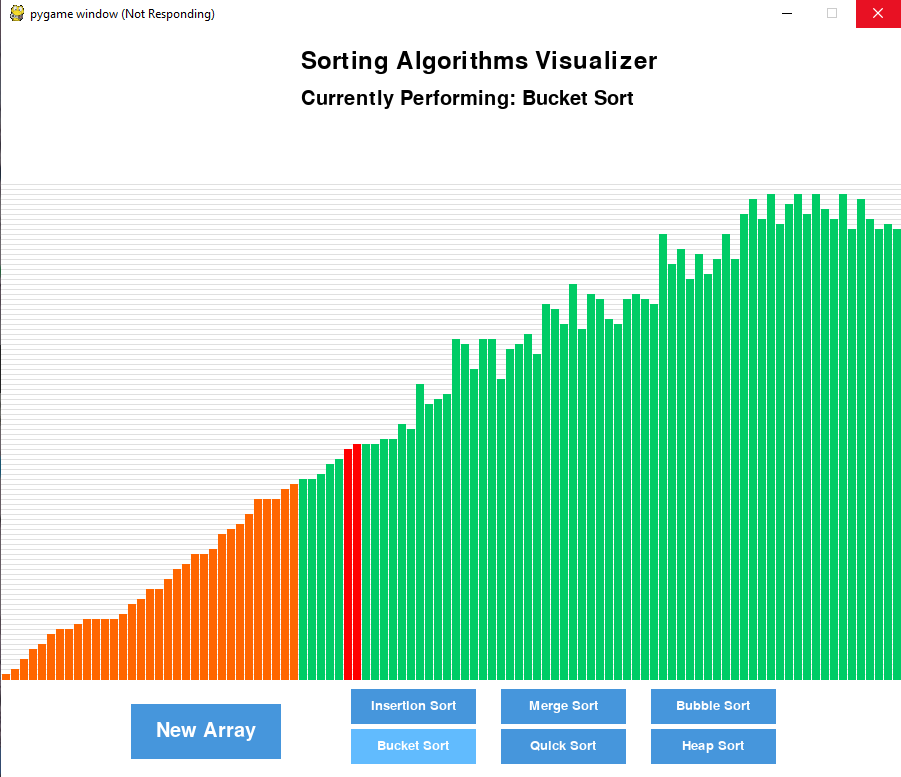 pygame window (Not Responding)
Sorting Algorithms Visualizer
Currently Performing: Bucket Sort
New Array
Insertion Sort
Merge Sort
Bubble Sort
Bucket Sort
Quick Sort
Heap Sort